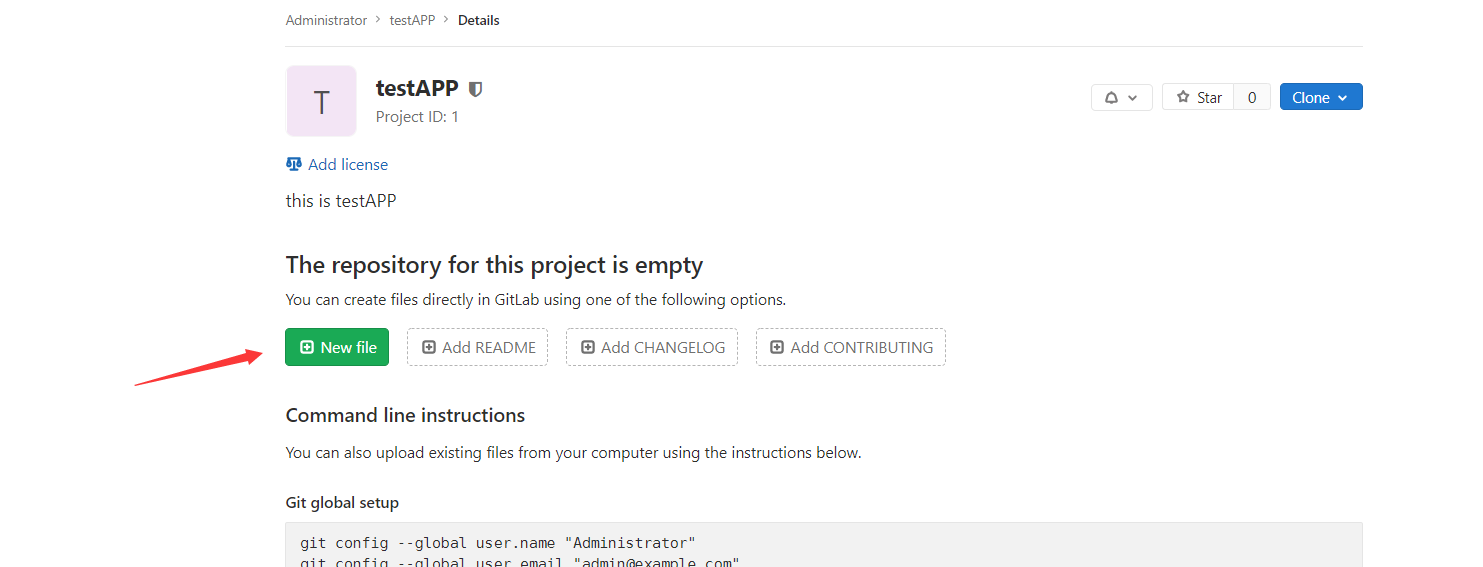 Administrator > testAPP > Details
T
testAPP
Project ID: 1
Star 0 Clone
Add license
this is testAPP
The repository for this project is empty
You can create files directly in GitLab using one of the following options.
New file Add README Add CHANGELOG Add CONTRIBUTING
Command line instructions
You can also upload existing files from your computer using the instructions below.
Git global setup
git config --global user.name "Administrator"
git config --global user.email "admin@example.com"